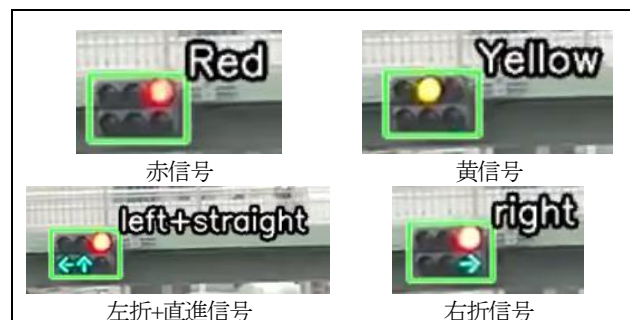 Red
Yellow
赤信号
黄信号
left+straight
right
左折+直進信号
右折信号